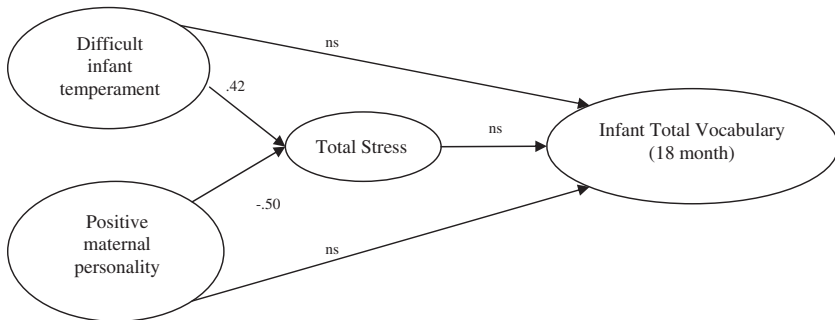 Difficult
infant
temperament
ns
.42
Total Stress
ns
Infant Total Vocabulary
(18 month)
Positive
maternal
personality
-.50
ns